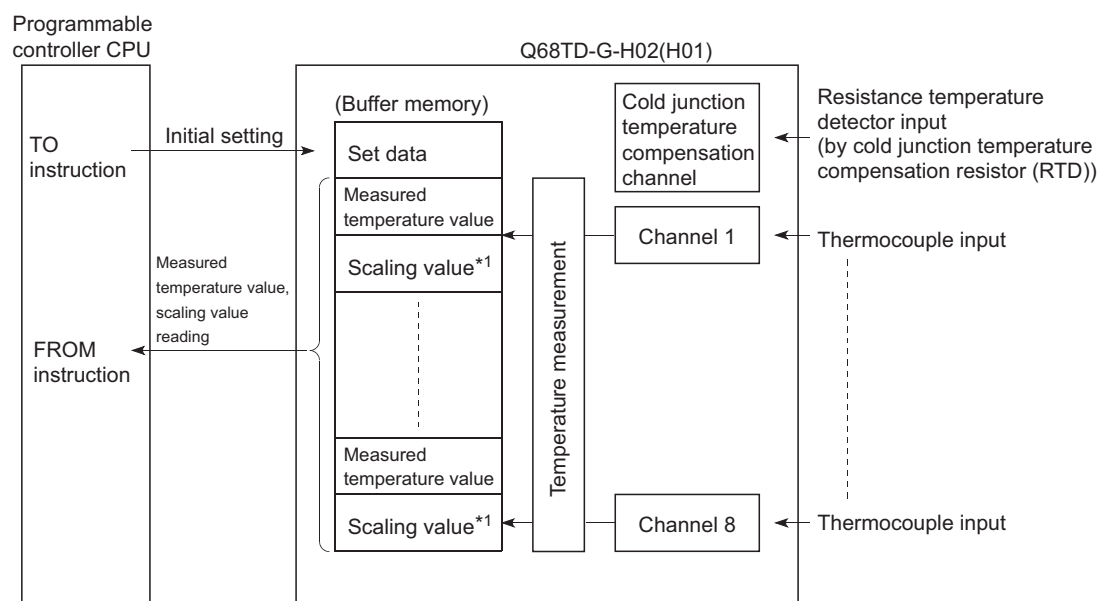 Programmable
controller CPU
Q68TD-G-H02(H01)
(Buffer memory)
TO
instruction
Initial setting
Set data
Cold junction
temperature
compensation
channel
Resistance temperature
detector input
(by cold junction temperature
compensation resistor (RTD))
Measured
temperature value
Channel 1
Thermocouple input
Scaling value*1
Measured
temperature value,
scaling value
reading
FROM
instruction
Temperature measurement
Measured
temperature value
Scaling value*1
Channel 8
Thermocouple input